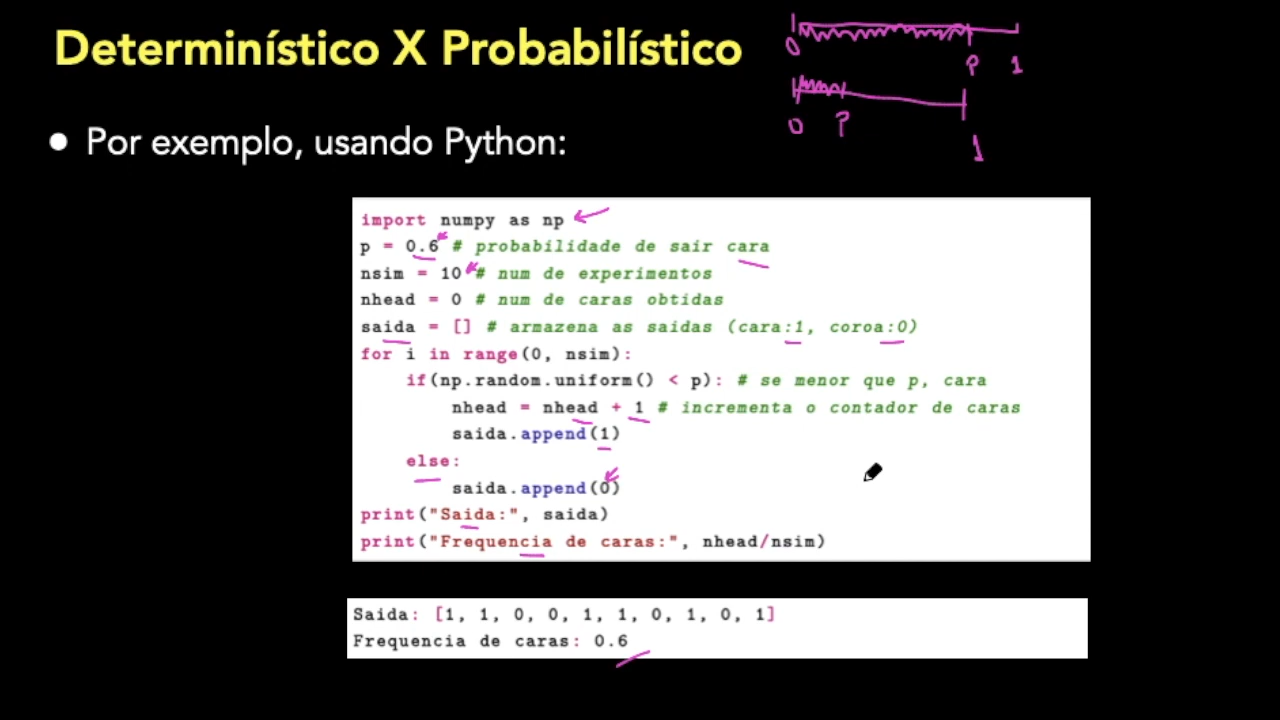 Determinístico X Probabilístico
0 P 1
0 P 1
• Por exemplo, usando Python:
import numpy as np
p = 0.6 # probabilidade de sair cara
nsim = 10 # num de experimentos
nhead = 0 # num de caras obtidas
saida = [] # armazena as saidas (cara:1, coroa:0)
for i in range(0, nsim):
    if(np.random.uniform() < p): # se menor que p, cara
        nhead = nhead + 1 # incrementa o contador de caras
        saida.append(1)
    else:
        saida.append(0)
print("Saida:", saida)
print("Frequencia de caras:", nhead/nsim)
Saida: [1, 1, 0, 0, 1, 1, 0, 1, 0, 1]
Frequencia de caras: 0.6